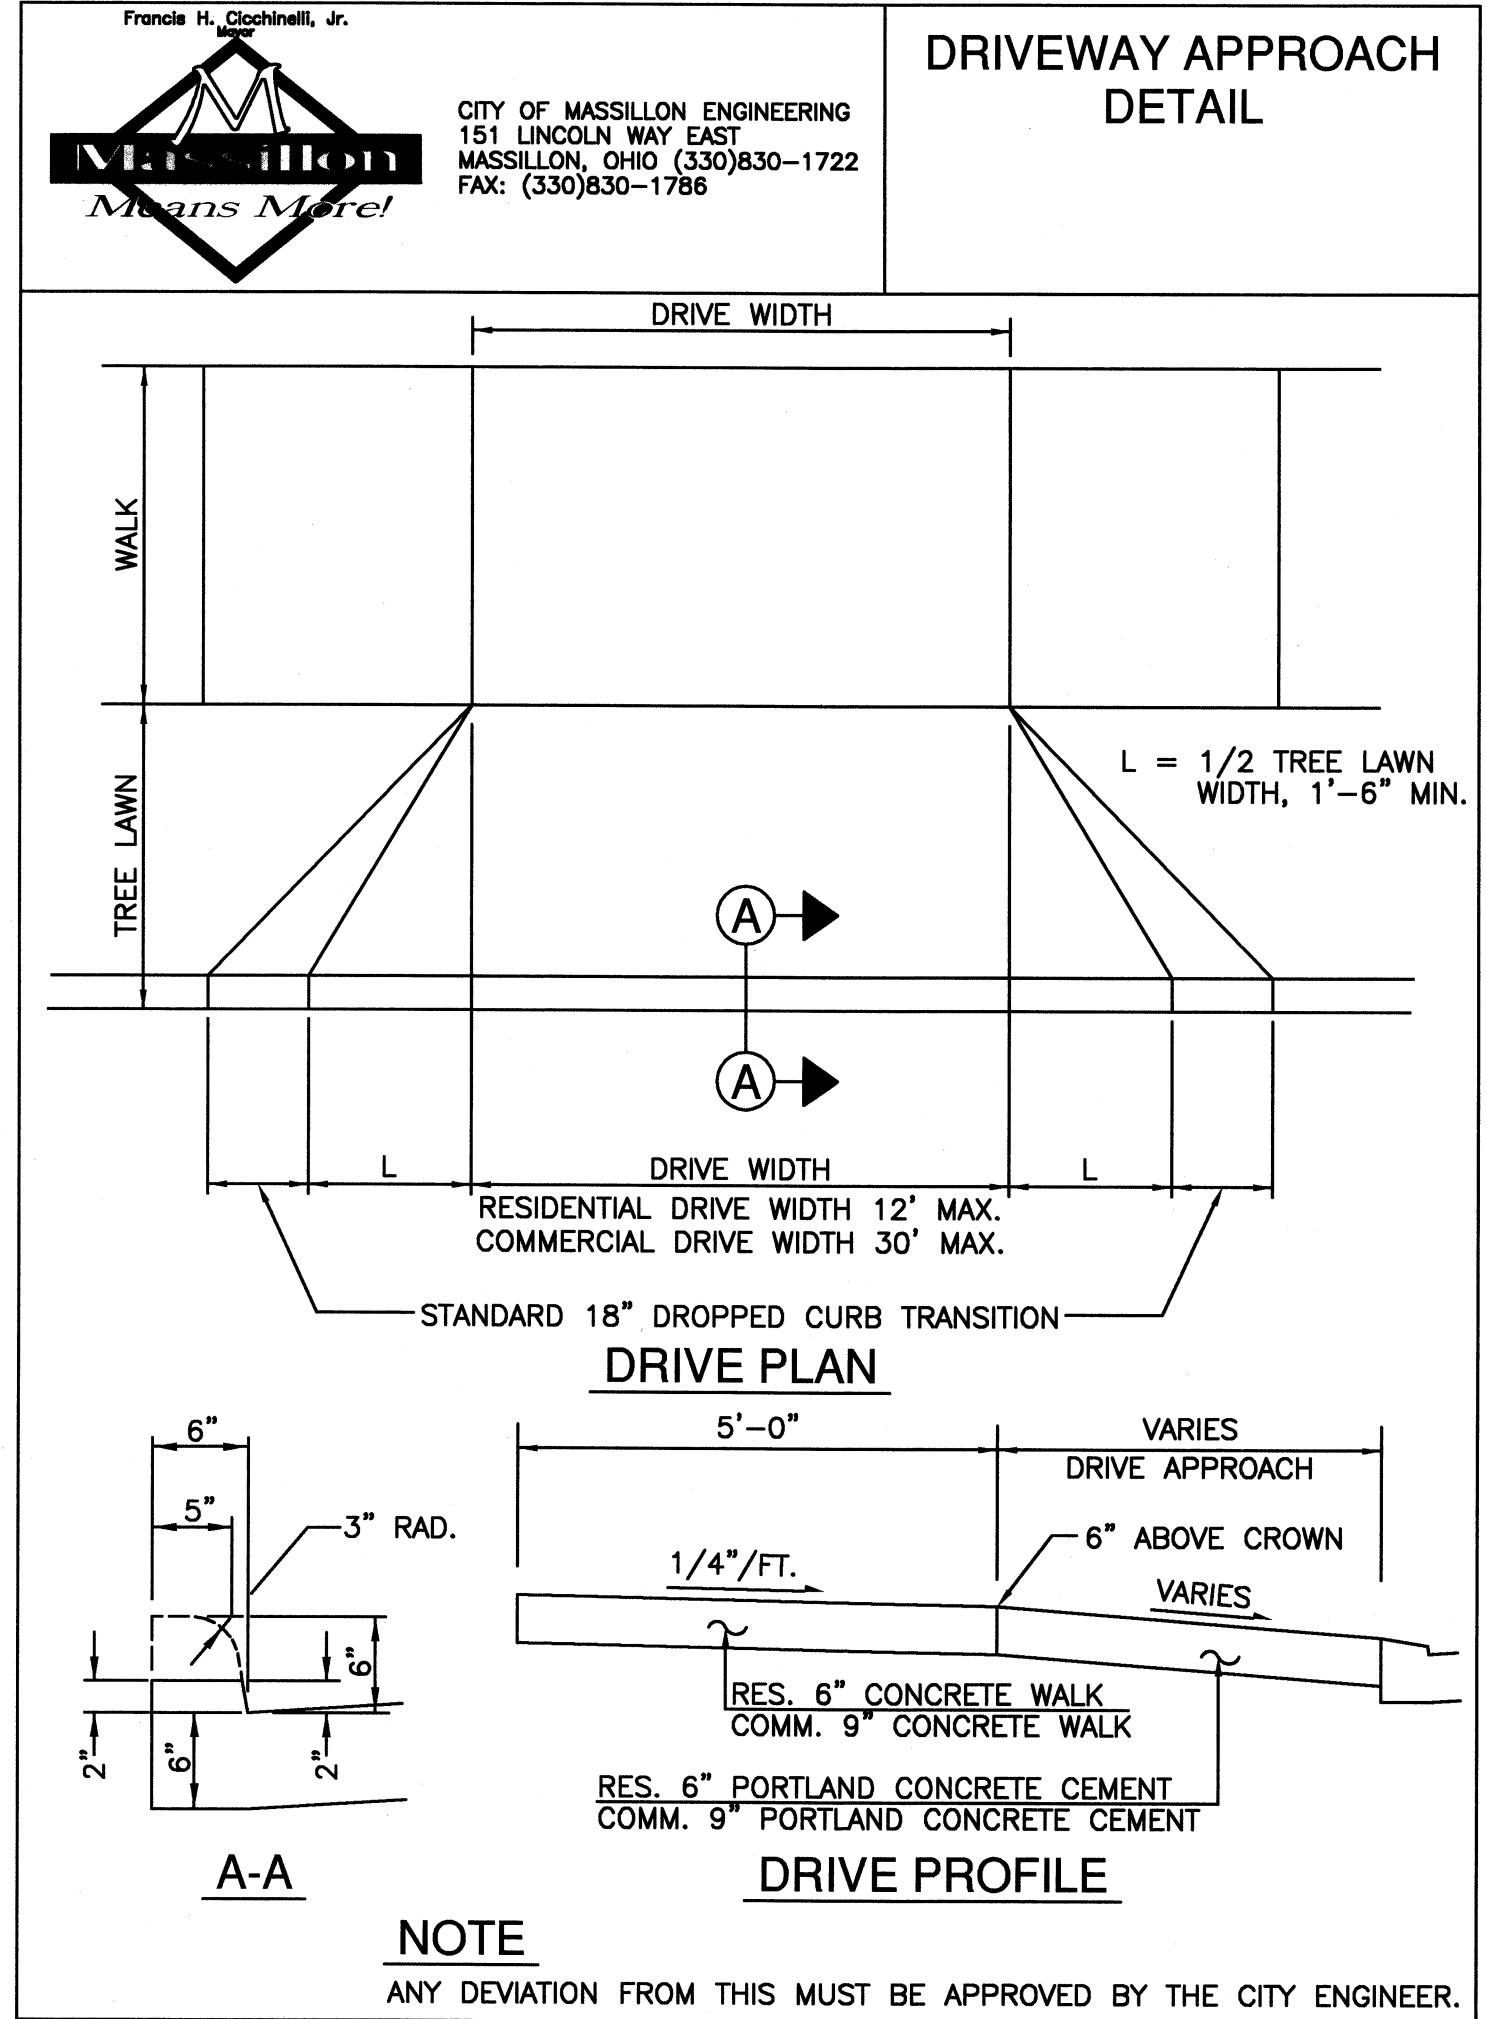 Francis H. Cicchinelli, Jr.
Mayor
M
Massillon
Means More!
CITY OF MASSILLON ENGINEERING
151 LINCOLN WAY EAST
MASSILLON, OHIO (330)830-1722
FAX: (330)830-1786
DRIVEWAY APPROACH
DETAIL
DRIVE WIDTH
WALK
TREE LAWN
L = 1/2 TREE LAWN
WIDTH, 1'-6" MIN.
A
A
L
DRIVE WIDTH
L
RESIDENTIAL DRIVE WIDTH 12' MAX.
COMMERCIAL DRIVE WIDTH 30' MAX.
STANDARD 18" DROPPED CURB TRANSITION
DRIVE PLAN
6"
5"
3" RAD.
6"
2"
6"
2"
A-A
5'-0"
VARIES
DRIVE APPROACH
6" ABOVE CROWN
1/4"/FT.
VARIES
RES. 6" CONCRETE WALK
COMM. 9" CONCRETE WALK
RES. 6" PORTLAND CONCRETE CEMENT
COMM. 9" PORTLAND CONCRETE CEMENT
DRIVE PROFILE
NOTE
ANY DEVIATION FROM THIS MUST BE APPROVED BY THE CITY ENGINEER.